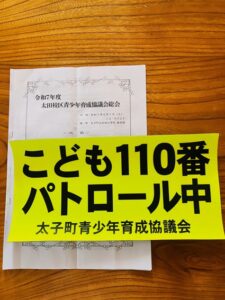 令和7年度
太田校区青少年育成協議会総会
こども110番
パトロール中
太子町青少年育成協議会